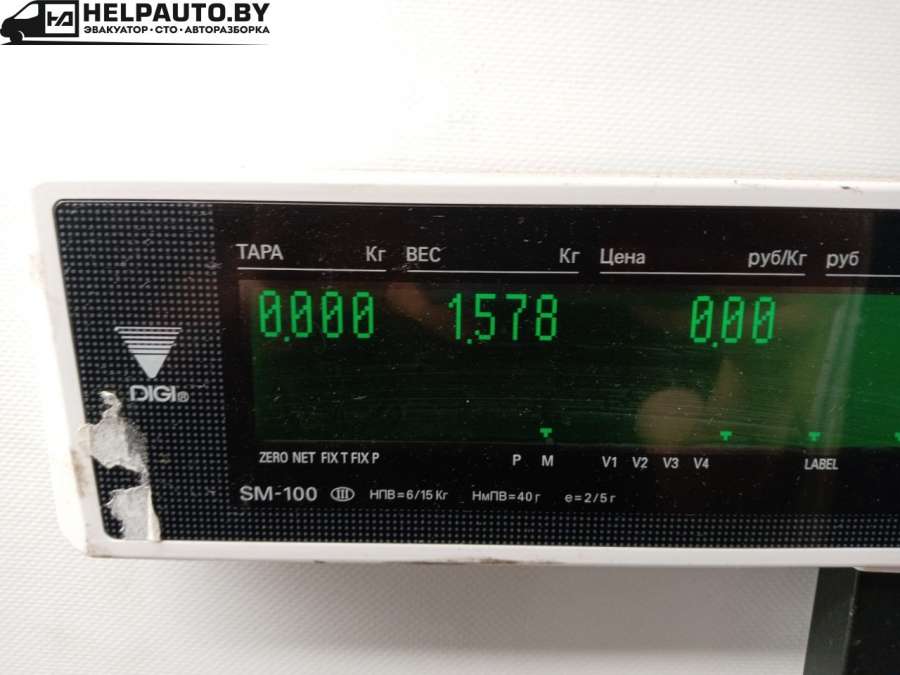 HELPAUTO.BY
ЭВАКУАТОР • СТО • АВТОРАЗБОРКА
ТАРА Кг ВЕС Кг Цена руб/Кг руб
0.000 1.578 0.00
DIGI®
ZERO NET FIX T FIX P P M V1 V2 V3 V4 LABEL
SM-100 III НПВ=6/15 Кг НмПВ=40 г e=2/5 г